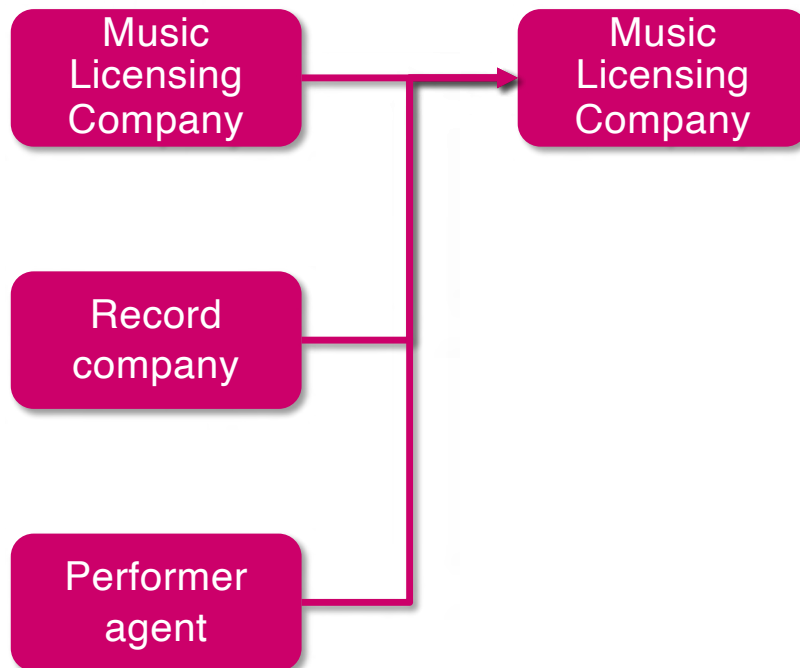 Music
Licensing
Company
Music
Licensing
Company
Record
company
Performer
agent